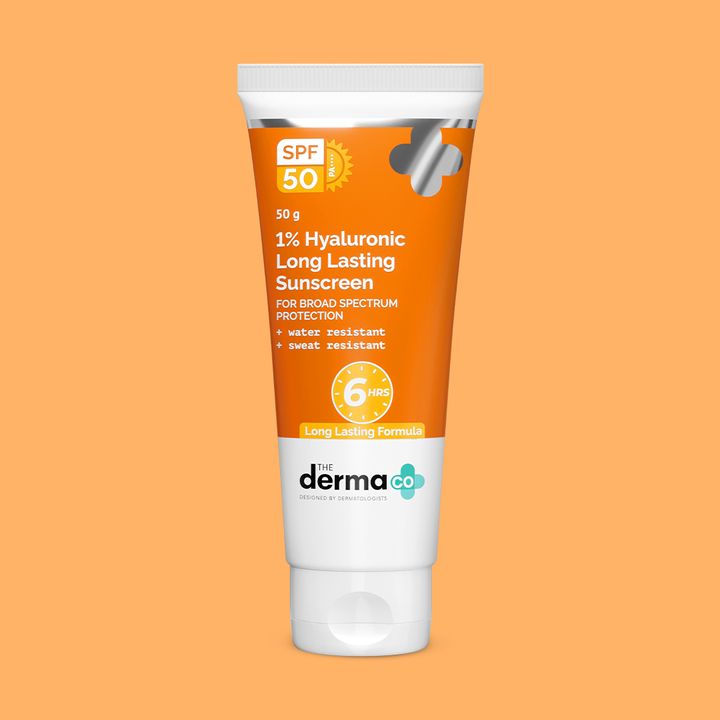 SPF
50
PA++++
50 g
1% Hyaluronic
Long Lasting
Sunscreen
FOR BROAD SPECTRUM
PROTECTION
+ water resistant
+ sweat resistant
6 HRS
Long Lasting Formula
THE
derma co
DESIGNED BY DERMATOLOGISTS